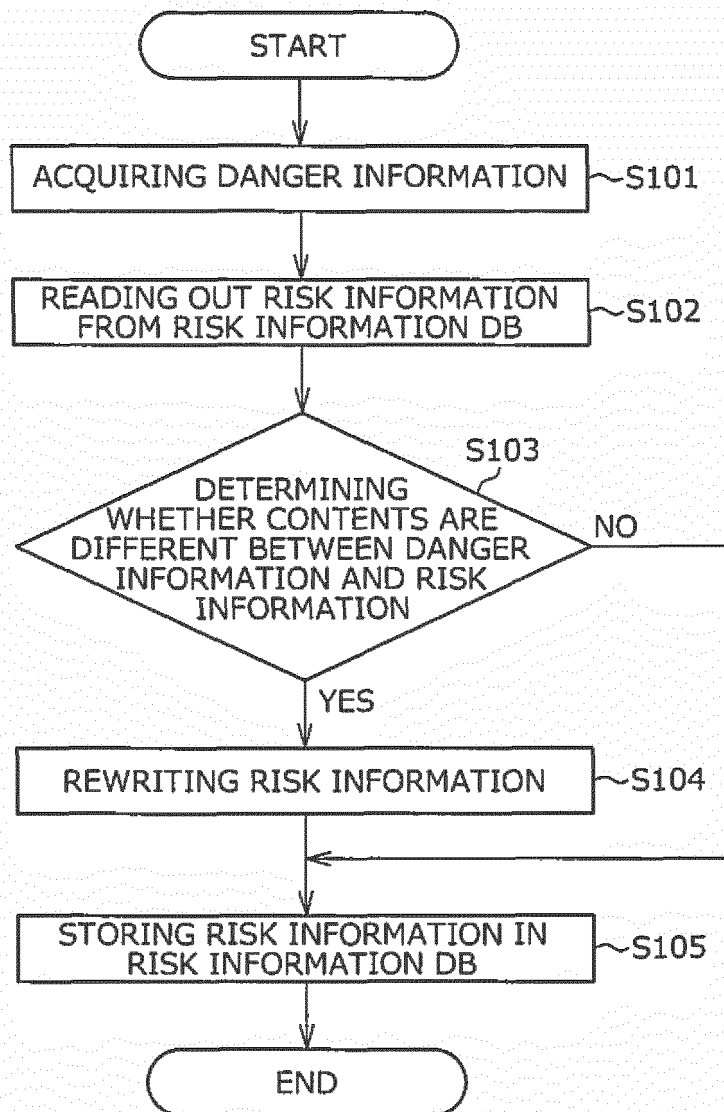 START
ACQUIRING DANGER INFORMATION
S101
READING OUT RISK INFORMATION
FROM RISK INFORMATION DB
S102
S103
DETERMINING
WHETHER CONTENTS ARE
DIFFERENT BETWEEN DANGER
INFORMATION AND RISK
INFORMATION
NO
YES
REWRITING RISK INFORMATION
S104
STORING RISK INFORMATION IN
RISK INFORMATION DB
S105
END